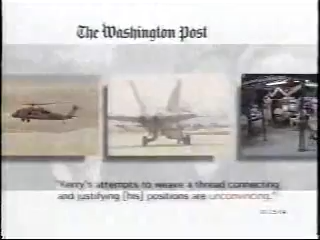 The Washington Post
"Kerry's attempts to weave a thread connecting
and justifying [his] positions are unconvincing."